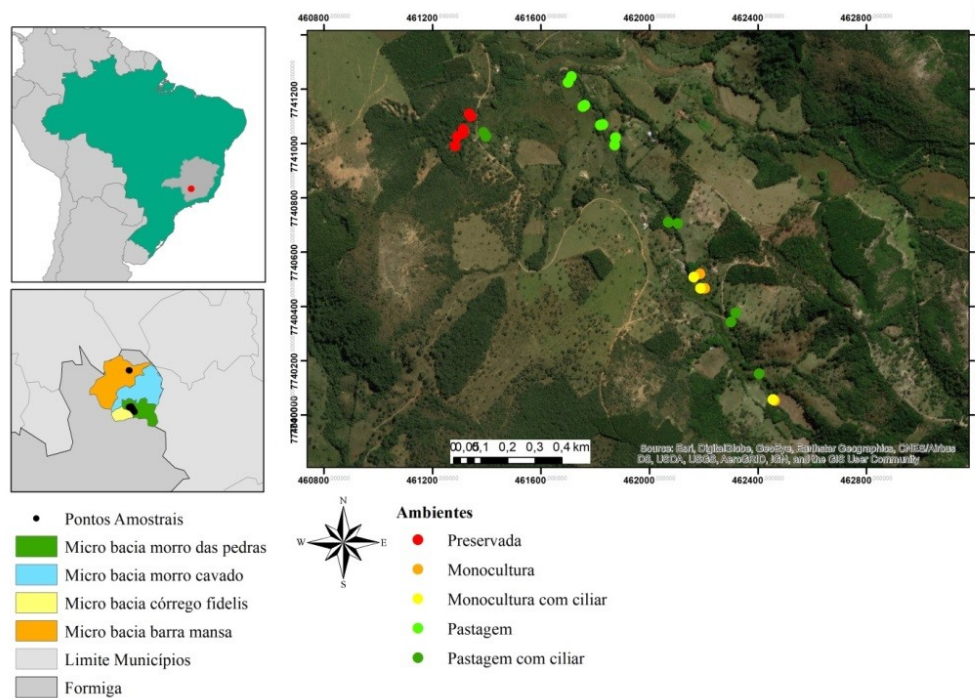 460800 461200 461600 462000 462400 462800
7741200
7741000
7740800
7740600
7740400
7740200
0 0,05 0,1 0,2 0,3 0,4 km
Source: Esri, DigitalGlobe, GeoEye, Earthstar Geographics, CNES/Airbus
DS, USDA, USGS, AeroGRID, IGN, and the GIS User Community
460800 461200 461600 462000 462400 462800
Pontos Amostrais
Micro bacia morro das pedras
Micro bacia morro cavado
Micro bacia córrego fidelis
Micro bacia barra mansa
Limite Municípios
Formiga
N
W E
S
Ambientes
Preservada
Monocultura
Monocultura com ciliar
Pastagem
Pastagem com ciliar